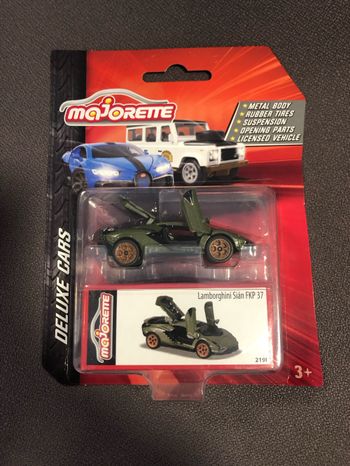 majorette
★ METAL BODY
★ RUBBER TIRES
★ SUSPENSION
★ OPENING PARTS
★ LICENSED VEHICLE
DELUXE CARS
majorette
Lamborghini Sián FKP 37
219I
3+